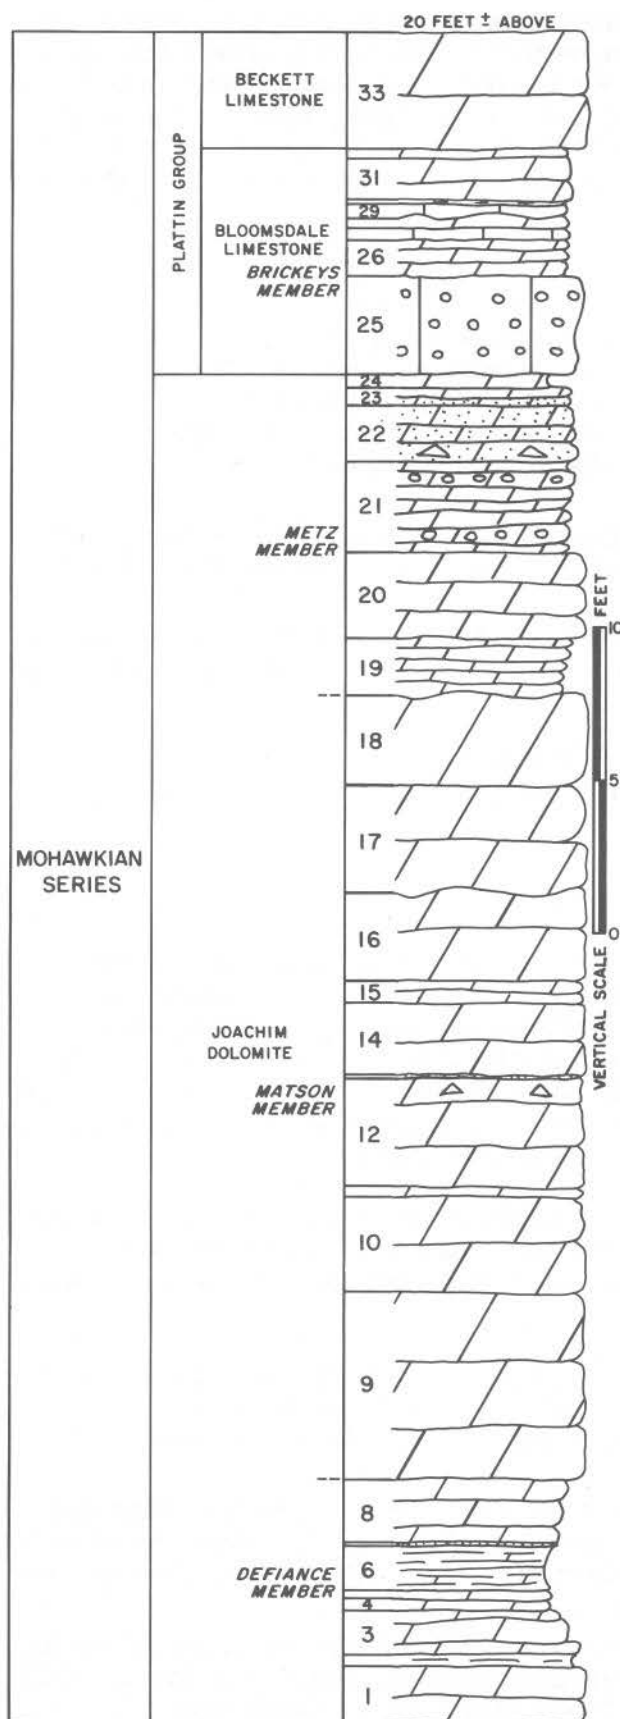 20 FEET ± ABOVE
BECKETT
LIMESTONE
33
PLATTIN GROUP
31
29
BLOOMSDALE
LIMESTONE
26
BRICKEYS
MEMBER
25
24
23
22
21
METZ
MEMBER
20
FEET
10
19
18
5
17
MOHAWKIAN
SERIES
16
0
15
VERTICAL SCALE
14
JOACHIM
DOLOMITE
MATSON
MEMBER
12
10
9
8
6
DEFIANCE
MEMBER
4
3
1